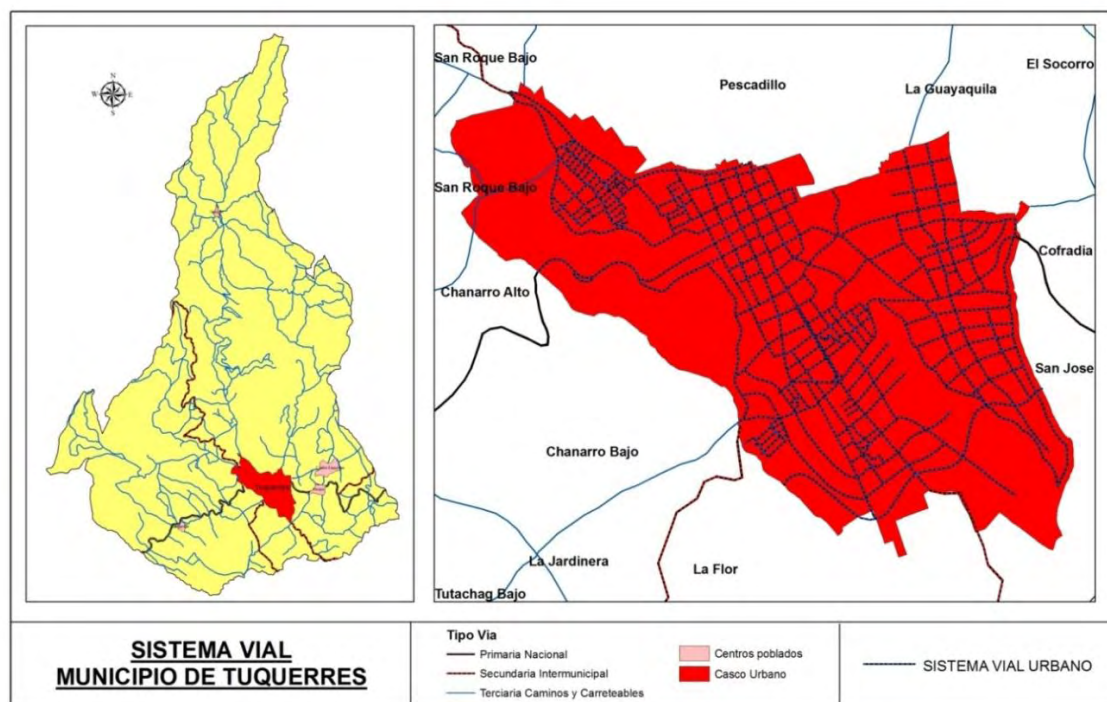 N
W E
S
Tuquerres
San Roque Bajo
Pescadillo
La Guayaquila
El Socorro
San Roque Bajo
Cofradia
Chanarro Alto
San Jose
Chanarro Bajo
La Jardinera
La Flor
Tutachag Bajo
SISTEMA VIAL
MUNICIPIO DE TUQUERRES
Tipo Via
Primaria Nacional
Secundaria Intermunicipal
Terciaria Caminos y Carreteables
Centros poblados
Casco Urbano
SISTEMA VIAL URBANO